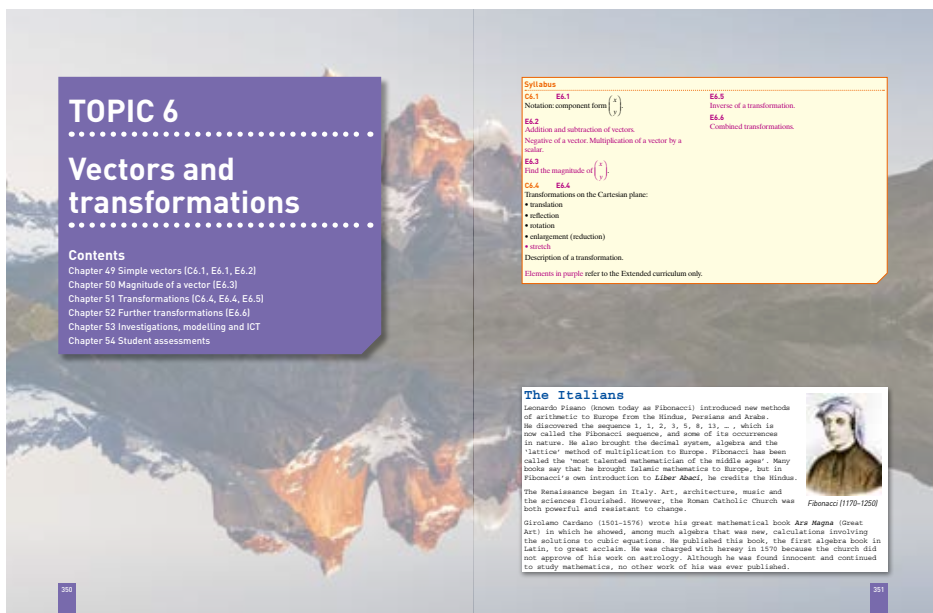 TOPIC 6
Vectors and
transformations
Contents
Chapter 49 Simple vectors (C6.1, E6.1, E6.2)
Chapter 50 Magnitude of a vector (E6.3)
Chapter 51 Transformations (C6.4, E6.4, E6.5)
Chapter 52 Further transformations (E6.6)
Chapter 53 Investigations, modelling and ICT
Chapter 54 Student assessments
350
Syllabus
C6.1 E6.1
Notation: component form (x y).
E6.2
Addition and subtraction of vectors.
Negative of a vector. Multiplication of a vector by a
scalar.
E6.3
Find the magnitude of (x y).
C6.4 E6.4
Transformations on the Cartesian plane:
• translation
• reflection
• rotation
• enlargement (reduction)
• stretch
Description of a transformation.
Elements in purple refer to the Extended curriculum only.
E6.5
Inverse of a transformation.
E6.6
Combined transformations.
The Italians
Leonardo Pisano (known today as Fibonacci) introduced new methods
of arithmetic to Europe from the Hindus, Persians and Arabs.
He discovered the sequence 1, 1, 2, 3, 5, 8, 13, … , which is
now called the Fibonacci sequence, and some of its occurrences
in nature. He also brought the decimal system, algebra and the
'lattice' method of multiplication to Europe. Fibonacci has been
called the 'most talented mathematician of the middle ages'. Many
books say that he brought Islamic mathematics to Europe, but in
Fibonacci's own introduction to Liber Abaci, he credits the Hindus.
The Renaissance began in Italy. Art, architecture, music and
the sciences flourished. However, the Roman Catholic Church was
both powerful and resistant to change.
Fibonacci (1170–1250)
Girolamo Cardano (1501–1576) wrote his great mathematical book Ars Magna (Great
Art) in which he showed, among much algebra that was new, calculations involving
the solutions to cubic equations. He published this book, the first algebra book in
Latin, to great acclaim. He was charged with heresy in 1570 because the church did
not approve of his work on astrology. Although he was found innocent and continued
to study mathematics, no other work of his was ever published.
351